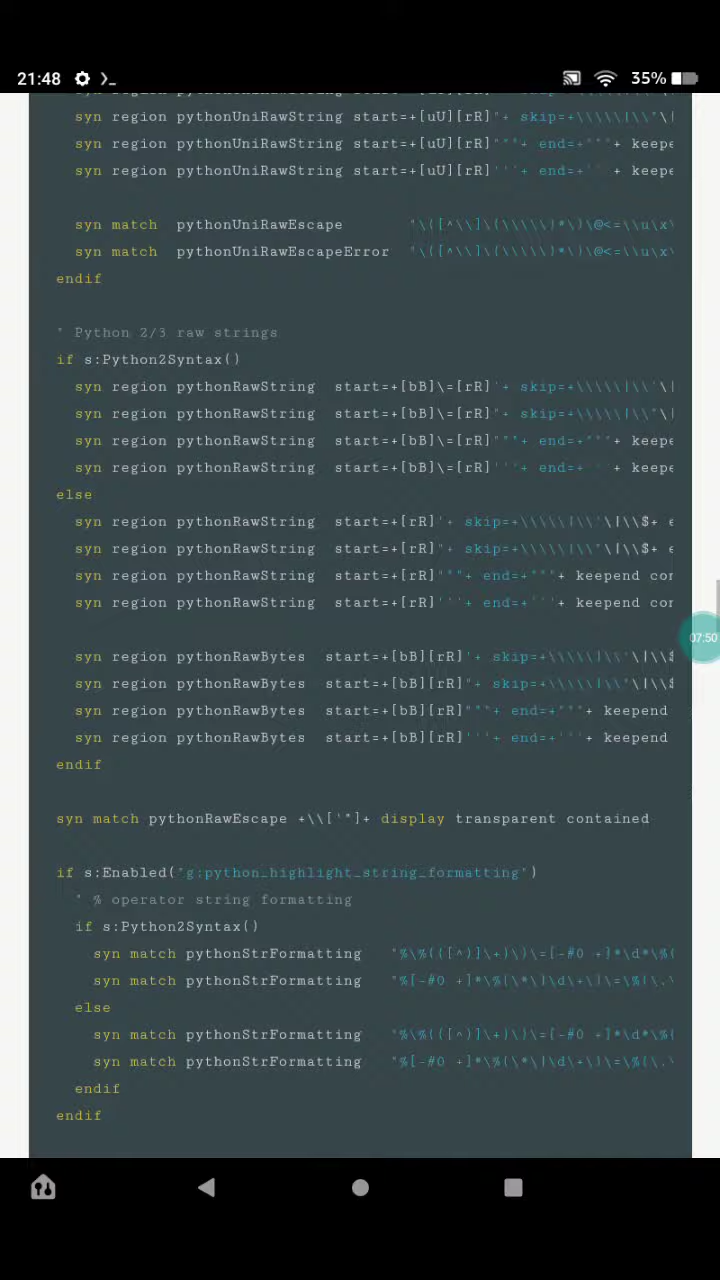 21:48 35%
syn region pythonUniRawString start=+[uU][rR]"+ skip=+\\\\\|\\"\|
syn region pythonUniRawString start=+[uU][rR]"""+ end=+"""+ keepe
syn region pythonUniRawString start=+[uU][rR]'''+ end=+'''+ keepe
syn match pythonUniRawEscape "\([^\\]\(\\\\\)*\)\@<=\\u\x\
syn match pythonUniRawEscapeError "\([^\\]\(\\\\\)*\)\@<=\\u\x\
endif
" Python 2/3 raw strings
if s:Python2Syntax()
syn region pythonRawString start=+[bB]\=[rR]'+ skip=+\\\\\|\\'\|
syn region pythonRawString start=+[bB]\=[rR]"+ skip=+\\\\\|\\"\|
syn region pythonRawString start=+[bB]\=[rR]"""+ end=+"""+ keepe
syn region pythonRawString start=+[bB]\=[rR]'''+ end=+'''+ keepe
else
syn region pythonRawString start=+[rR]'+ skip=+\\\\\|\\'\|\\$+ e
syn region pythonRawString start=+[rR]"+ skip=+\\\\\|\\"\|\\$+ e
syn region pythonRawString start=+[rR]"""+ end=+"""+ keepend con
syn region pythonRawString start=+[rR]'''+ end=+'''+ keepend con
07:50
syn region pythonRawBytes start=+[bB][rR]'+ skip=+\\\\\|\\'\|\\$
syn region pythonRawBytes start=+[bB][rR]"+ skip=+\\\\\|\\"\|\\$
syn region pythonRawBytes start=+[bB][rR]"""+ end=+"""+ keepend
syn region pythonRawBytes start=+[bB][rR]'''+ end=+'''+ keepend
endif
syn match pythonRawEscape +\\['"]+ display transparent contained
if s:Enabled('g:python_highlight_string_formatting')
" % operator string formatting
if s:Python2Syntax()
syn match pythonStrFormatting "%\%(([^)]\+)\)\=[-#0 +]*\d*\%(
syn match pythonStrFormatting "%[-#0 +]*\%(\*\|\d\+\)\=\%(\.\
else
syn match pythonStrFormatting "%\%(([^)]\+)\)\=[-#0 +]*\d*\%(
syn match pythonStrFormatting "%[-#0 +]*\%(\*\|\d\+\)\=\%(\.\
endif
endif